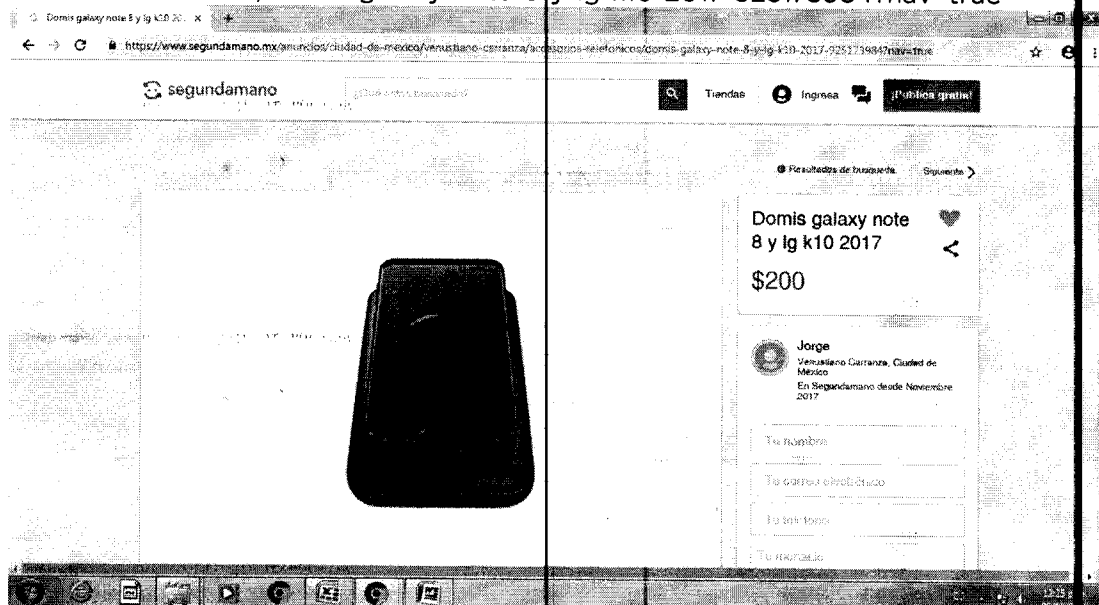 Domis galaxy note 8 y lg k10 20.
https://www.segundamano.mx/anuncios/ciudad-de-mexico/venustiano-carranza/accesorios-telefonicos/domis-galaxy-note-8-y-lg-k10-2017-925173984?nav=true
segundamano
Tiendas
Ingresa
¡Publica gratis!
Resultados de busqueda
Siguiente
Domis galaxy note
8 y lg k10 2017
$200
Jorge
Venustiano Carranza, Ciudad de
México
En Segundamano desde Noviembre
2017
Tu nombre
Tu correo electrónico
Tu teléfono
Tu mensaje